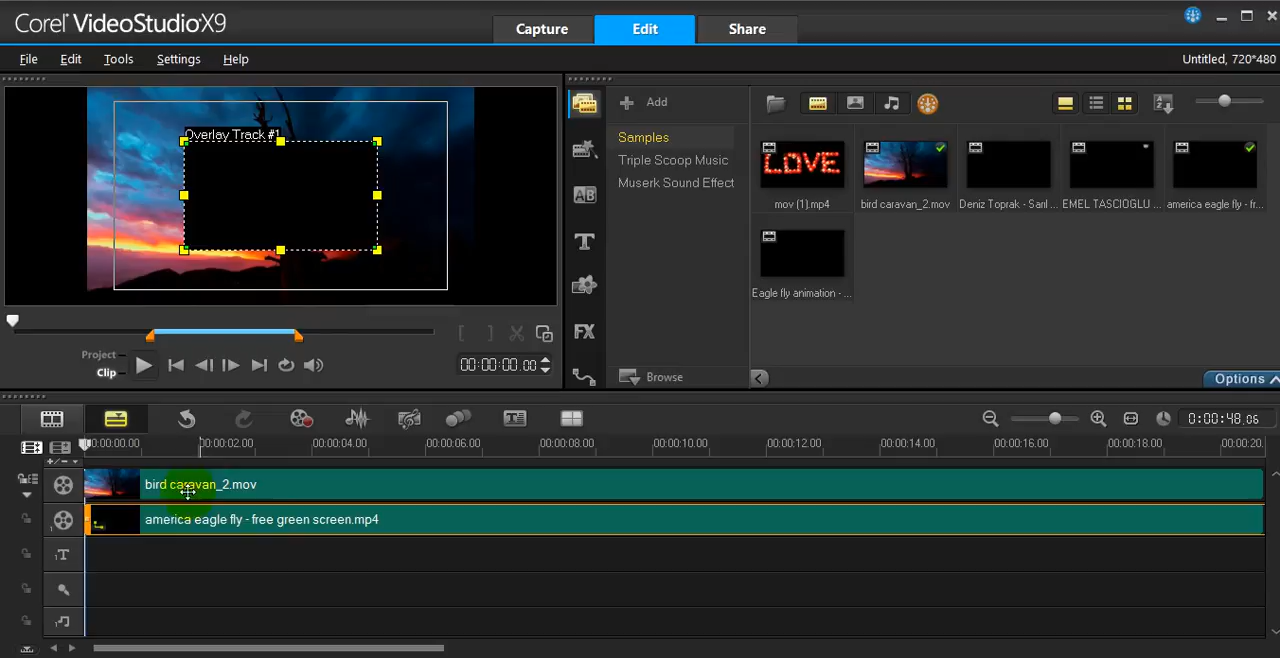 Corel VideoStudio X9
Capture
Edit
Share
File
Edit
Tools
Settings
Help
Untitled, 720*480
Overlay Track #1
Add
Samples
Triple Scoop Music
Muserk Sound Effect
mov (1).mp4
bird caravan_2.mov
Deniz Toprak - Saril ...
EMEL TASCIOGLU ...
america eagle fly - fr...
Eagle fly animation - ...
T
AB
FX
Project
Clip
[ ]
00:00:00.00
Browse
Options
0:00:48.06
00:00:00.00
00:00:02.00
00:00:04.00
00:00:06.00
00:00:08.00
00:00:10.00
00:00:12.00
00:00:14.00
00:00:16.00
00:00:18.00
00:00:20.
bird caravan_2.mov
1
america eagle fly - free green screen.mp4
1T
1